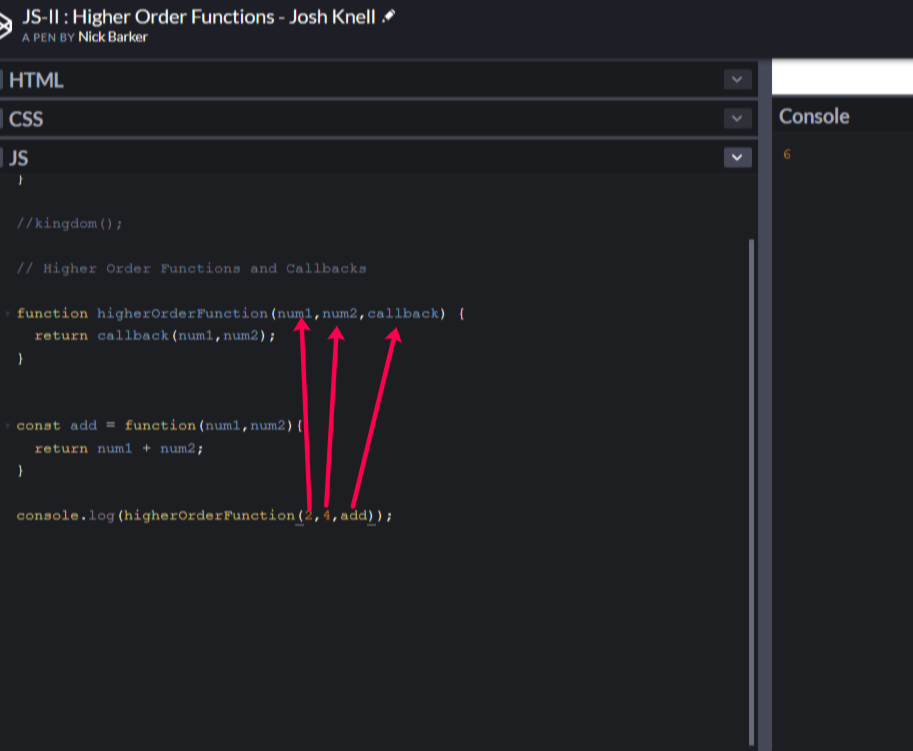 JS-II : Higher Order Functions - Josh Knell
A PEN BY Nick Barker
HTML
CSS
JS
Console
6
}
//kingdom();
// Higher Order Functions and Callbacks
function higherOrderFunction(num1,num2,callback) {
return callback(num1,num2);
}
const add = function(num1,num2){
return num1 + num2;
}
console.log(higherOrderFunction(2,4,add));